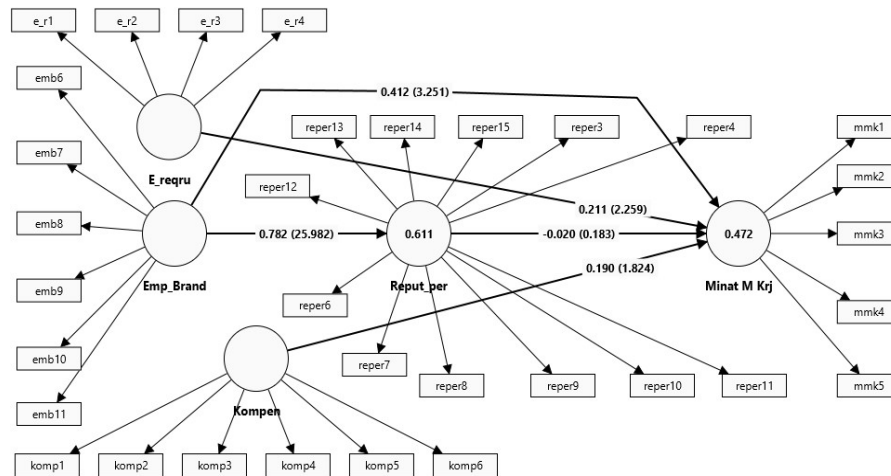 e_r1
e_r2
e_r3
e_r4
emb6
emb7
emb8
emb9
emb10
emb11
E_reqru
Emp_Brand
0.412 (3.251)
reper13
reper14
reper15
reper3
reper4
reper12
0.211 (2.259)
0.782 (25.982)
0.611
-0.020 (0.183)
0.472
0.190 (1.824)
Reput_per
Minat M Krj
reper6
reper7
reper8
reper9
reper10
reper11
mmk1
mmk2
mmk3
mmk4
mmk5
Kompen
komp1
komp2
komp3
komp4
komp5
komp6